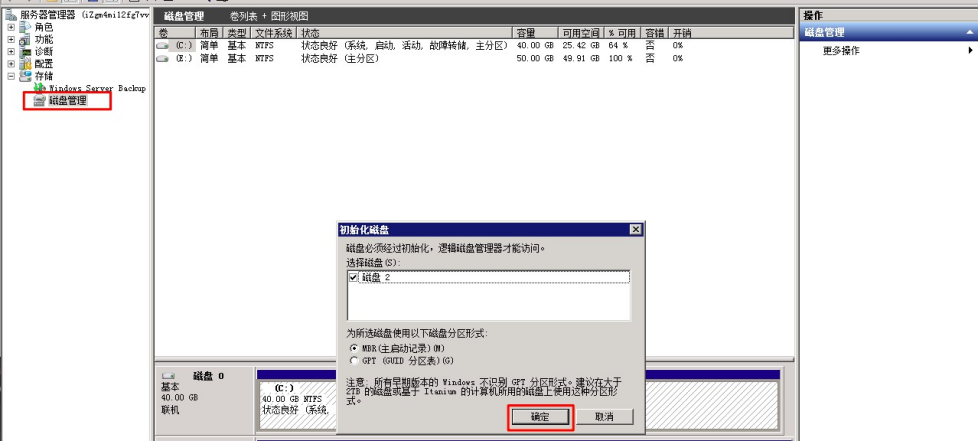 服务器管理器 (iZgm4mi12fg7vv
角色
功能
诊断
配置
存储
Windows Server Backup
磁盘管理
磁盘管理 卷列表 + 图形视图
卷 布局 类型 文件系统 状态 容量 可用空间 % 可用 容错 开销
(C:) 简单 基本 NTFS 状态良好 (系统, 启动, 活动, 故障转储, 主分区) 40.00 GB 25.42 GB 64 % 否 0%
(E:) 简单 基本 NTFS 状态良好 (主分区) 50.00 GB 49.91 GB 100 % 否 0%
操作
磁盘管理
更多操作
初始化磁盘
磁盘必须经过初始化，逻辑磁盘管理器才能访问。
选择磁盘(S):
磁盘 2
为所选磁盘使用以下磁盘分区形式:
MBR(主启动记录)(M)
GPT (GUID 分区表)(G)
注意: 所有早期版本的 Windows 不识别 GPT 分区形式。建议在大于
2TB 的磁盘或基于 Itanium 的计算机所用的磁盘上使用这种分区形
式。
确定 取消
磁盘 0
基本
40.00 GB
联机
(C:)
40.00 GB NTFS
状态良好 (系统,